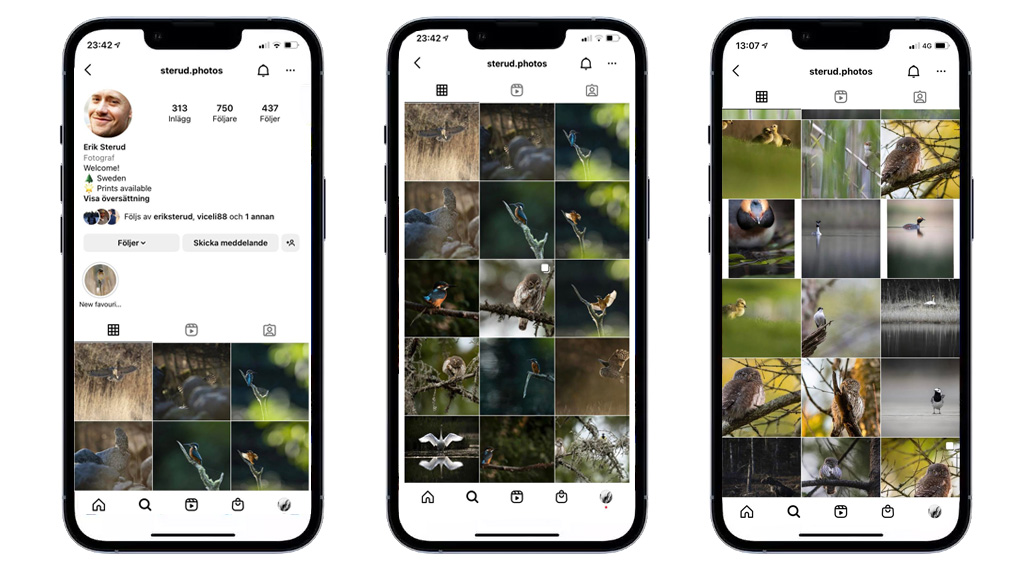 23:42
sterud.photos
313
750
437
Inlägg
Följare
Följer
Erik Sterud
Fotograf
Welcome!
Sweden
Prints available
Visa översättning
Följs av eriksterud, viceli88 och 1 annan
Följer
Skicka meddelande
New favouri...
23:42
sterud.photos
13:07
4G
sterud.photos